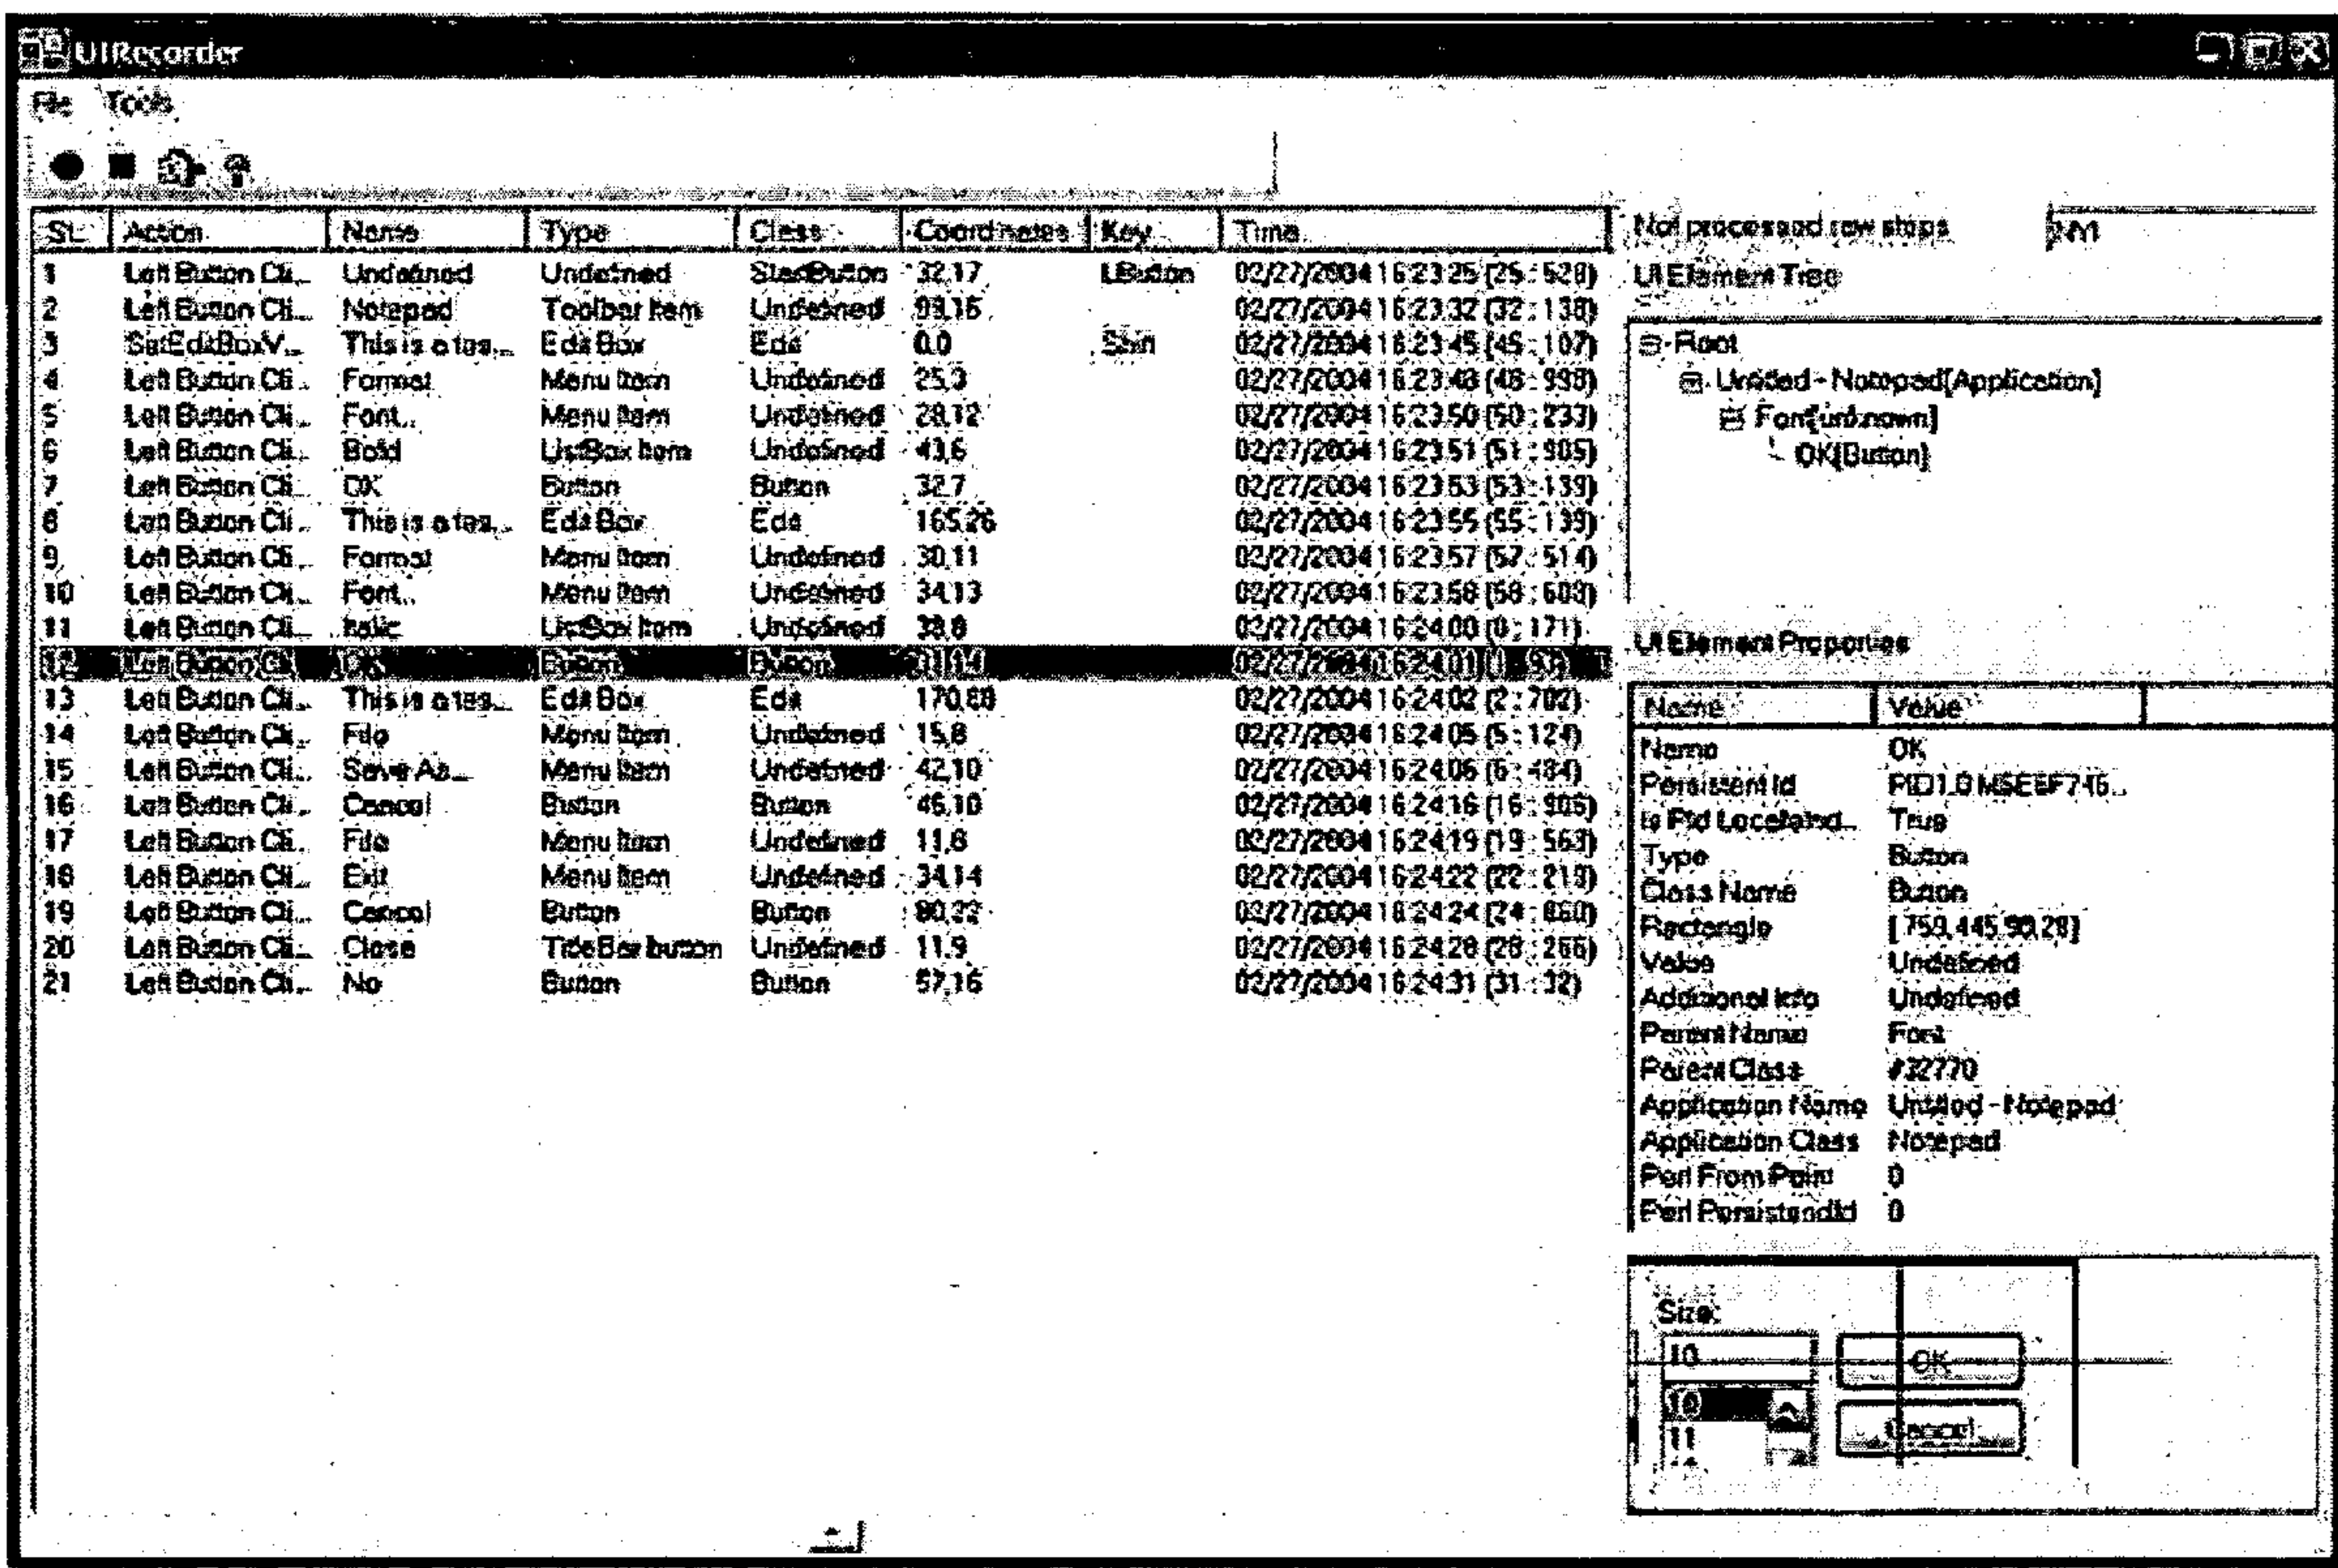 UIRecorder
File Tools
St... Action Name Type Class Coordinates Key Time
1 Left Button Cli... Undefined Undefined StartButton 32,17 LButton 02/27/2004 16:23:25 (25 : 528)
2 Left Button Cli... Notepad Toolbar Item Undefined 99,16 02/27/2004 16:23:32 (32 : 138)
3 SetEditBoxV... This is a tes... Edit Box Edit 0,0 02/27/2004 16:23:45 (45 : 107)
4 Left Button Cli... Format Menu Item Undefined 25,3 02/27/2004 16:23:48 (48 : 998)
5 Left Button Cli... Font... Menu Item Undefined 28,12 02/27/2004 16:23:50 (50 : 233)
6 Left Button Cli... Bold ListBox Item Undefined 43,6 02/27/2004 16:23:51 (51 : 905)
7 Left Button Cli... OK Button Button 32,7 02/27/2004 16:23:53 (53 : 139)
8 Left Button Cli... This is a tes... Edit Box Edit 165,26 02/27/2004 16:23:55 (55 : 139)
9 Left Button Cli... Format Menu Item Undefined 30,11 02/27/2004 16:23:57 (57 : 514)
10 Left Button Cli... Font... Menu Item Undefined 34,13 02/27/2004 16:23:58 (58 : 608)
11 Left Button Cli... Italic ListBox Item Undefined 38,8 02/27/2004 16:24:00 (0 : 171)
12 Left Button Cli... OK Button Button 02/27/2004 16:24:01
13 Left Button Cli... This is a tes... Edit Box Edit 170,88 02/27/2004 16:24:02 (2 : 702)
14 Left Button Cli... File Menu Item Undefined 15,8 02/27/2004 16:24:05 (5 : 124)
15 Left Button Cli... Save As... Menu Item Undefined 42,10 02/27/2004 16:24:06 (6 : 484)
16 Left Button Cli... Cancel Button Button 46,10 02/27/2004 16:24:16 (16 : 906)
17 Left Button Cli... File Menu Item Undefined 11,8 02/27/2004 16:24:19 (19 : 563)
18 Left Button Cli... Exit Menu Item Undefined 34,14 02/27/2004 16:24:22 (22 : 219)
19 Left Button Cli... Cancel Button Button 80,22 02/27/2004 16:24:24 (24 : 860)
20 Left Button Cli... Close TitleBar button Undefined 11,9 02/27/2004 16:24:28 (28 : 266)
21 Left Button Cli... No Button Button 57,16 02/27/2004 16:24:31 (31 : 32)
Not processed raw steps
UI Element Tree
Root
Untitled - Notepad[Application]
Font[unknown]
OK[Button]
UI Element Properties
Name Value
Name OK
Persistent Id
Is Pid
Type Button
Class Name Button
Rectangle [759,445,90,28]
Value Undefined
Additional Info Undefined
Parent Name Font
Parent Class #32770
Application Name Untitled - Notepad
Application Class Notepad
Perf From Point 0
Perf PersistendId 0
Size:
10
OK
10
Cancel
11